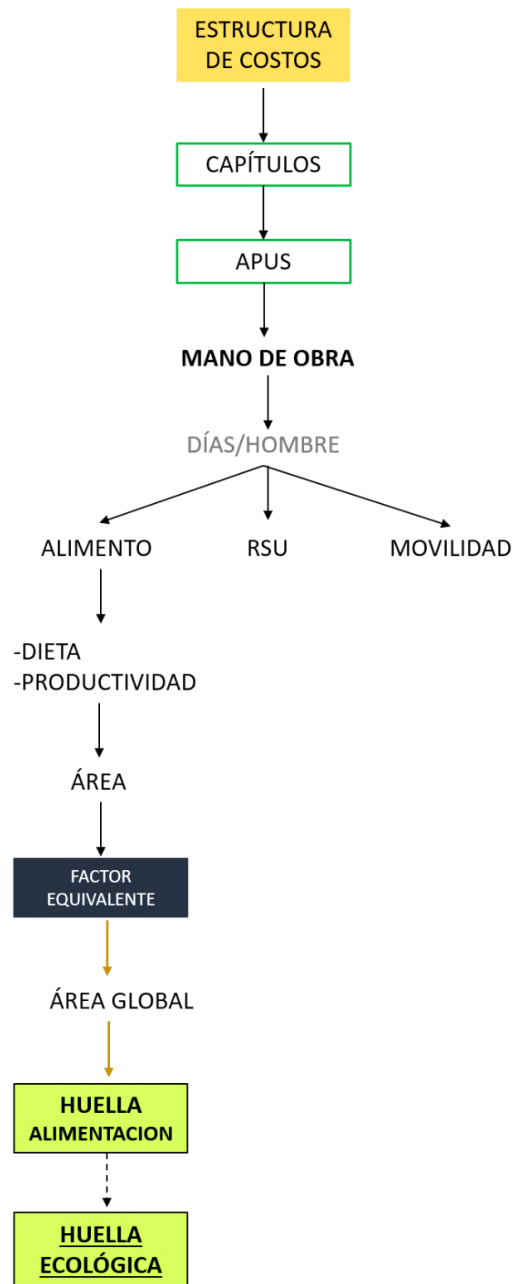 ESTRUCTURA
DE COSTOS
CAPÍTULOS
APUS
MANO DE OBRA
DÍAS/HOMBRE
ALIMENTO
RSU
MOVILIDAD
-DIETA
-PRODUCTIVIDAD
ÁREA
FACTOR
EQUIVALENTE
ÁREA GLOBAL
HUELLA
ALIMENTACION
HUELLA
ECOLÓGICA